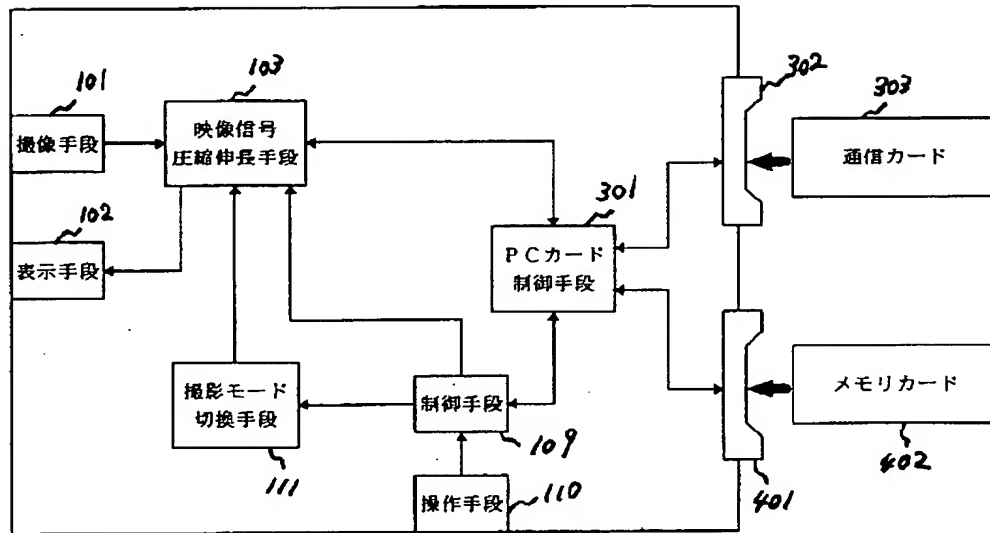 101
撮像手段
102
表示手段
103
映像信号
圧縮伸長手段
301
PCカード
制御手段
302
303
通信カード
撮影モード
切換手段
111
制御手段
109
操作手段
110
401
メモリカード
402